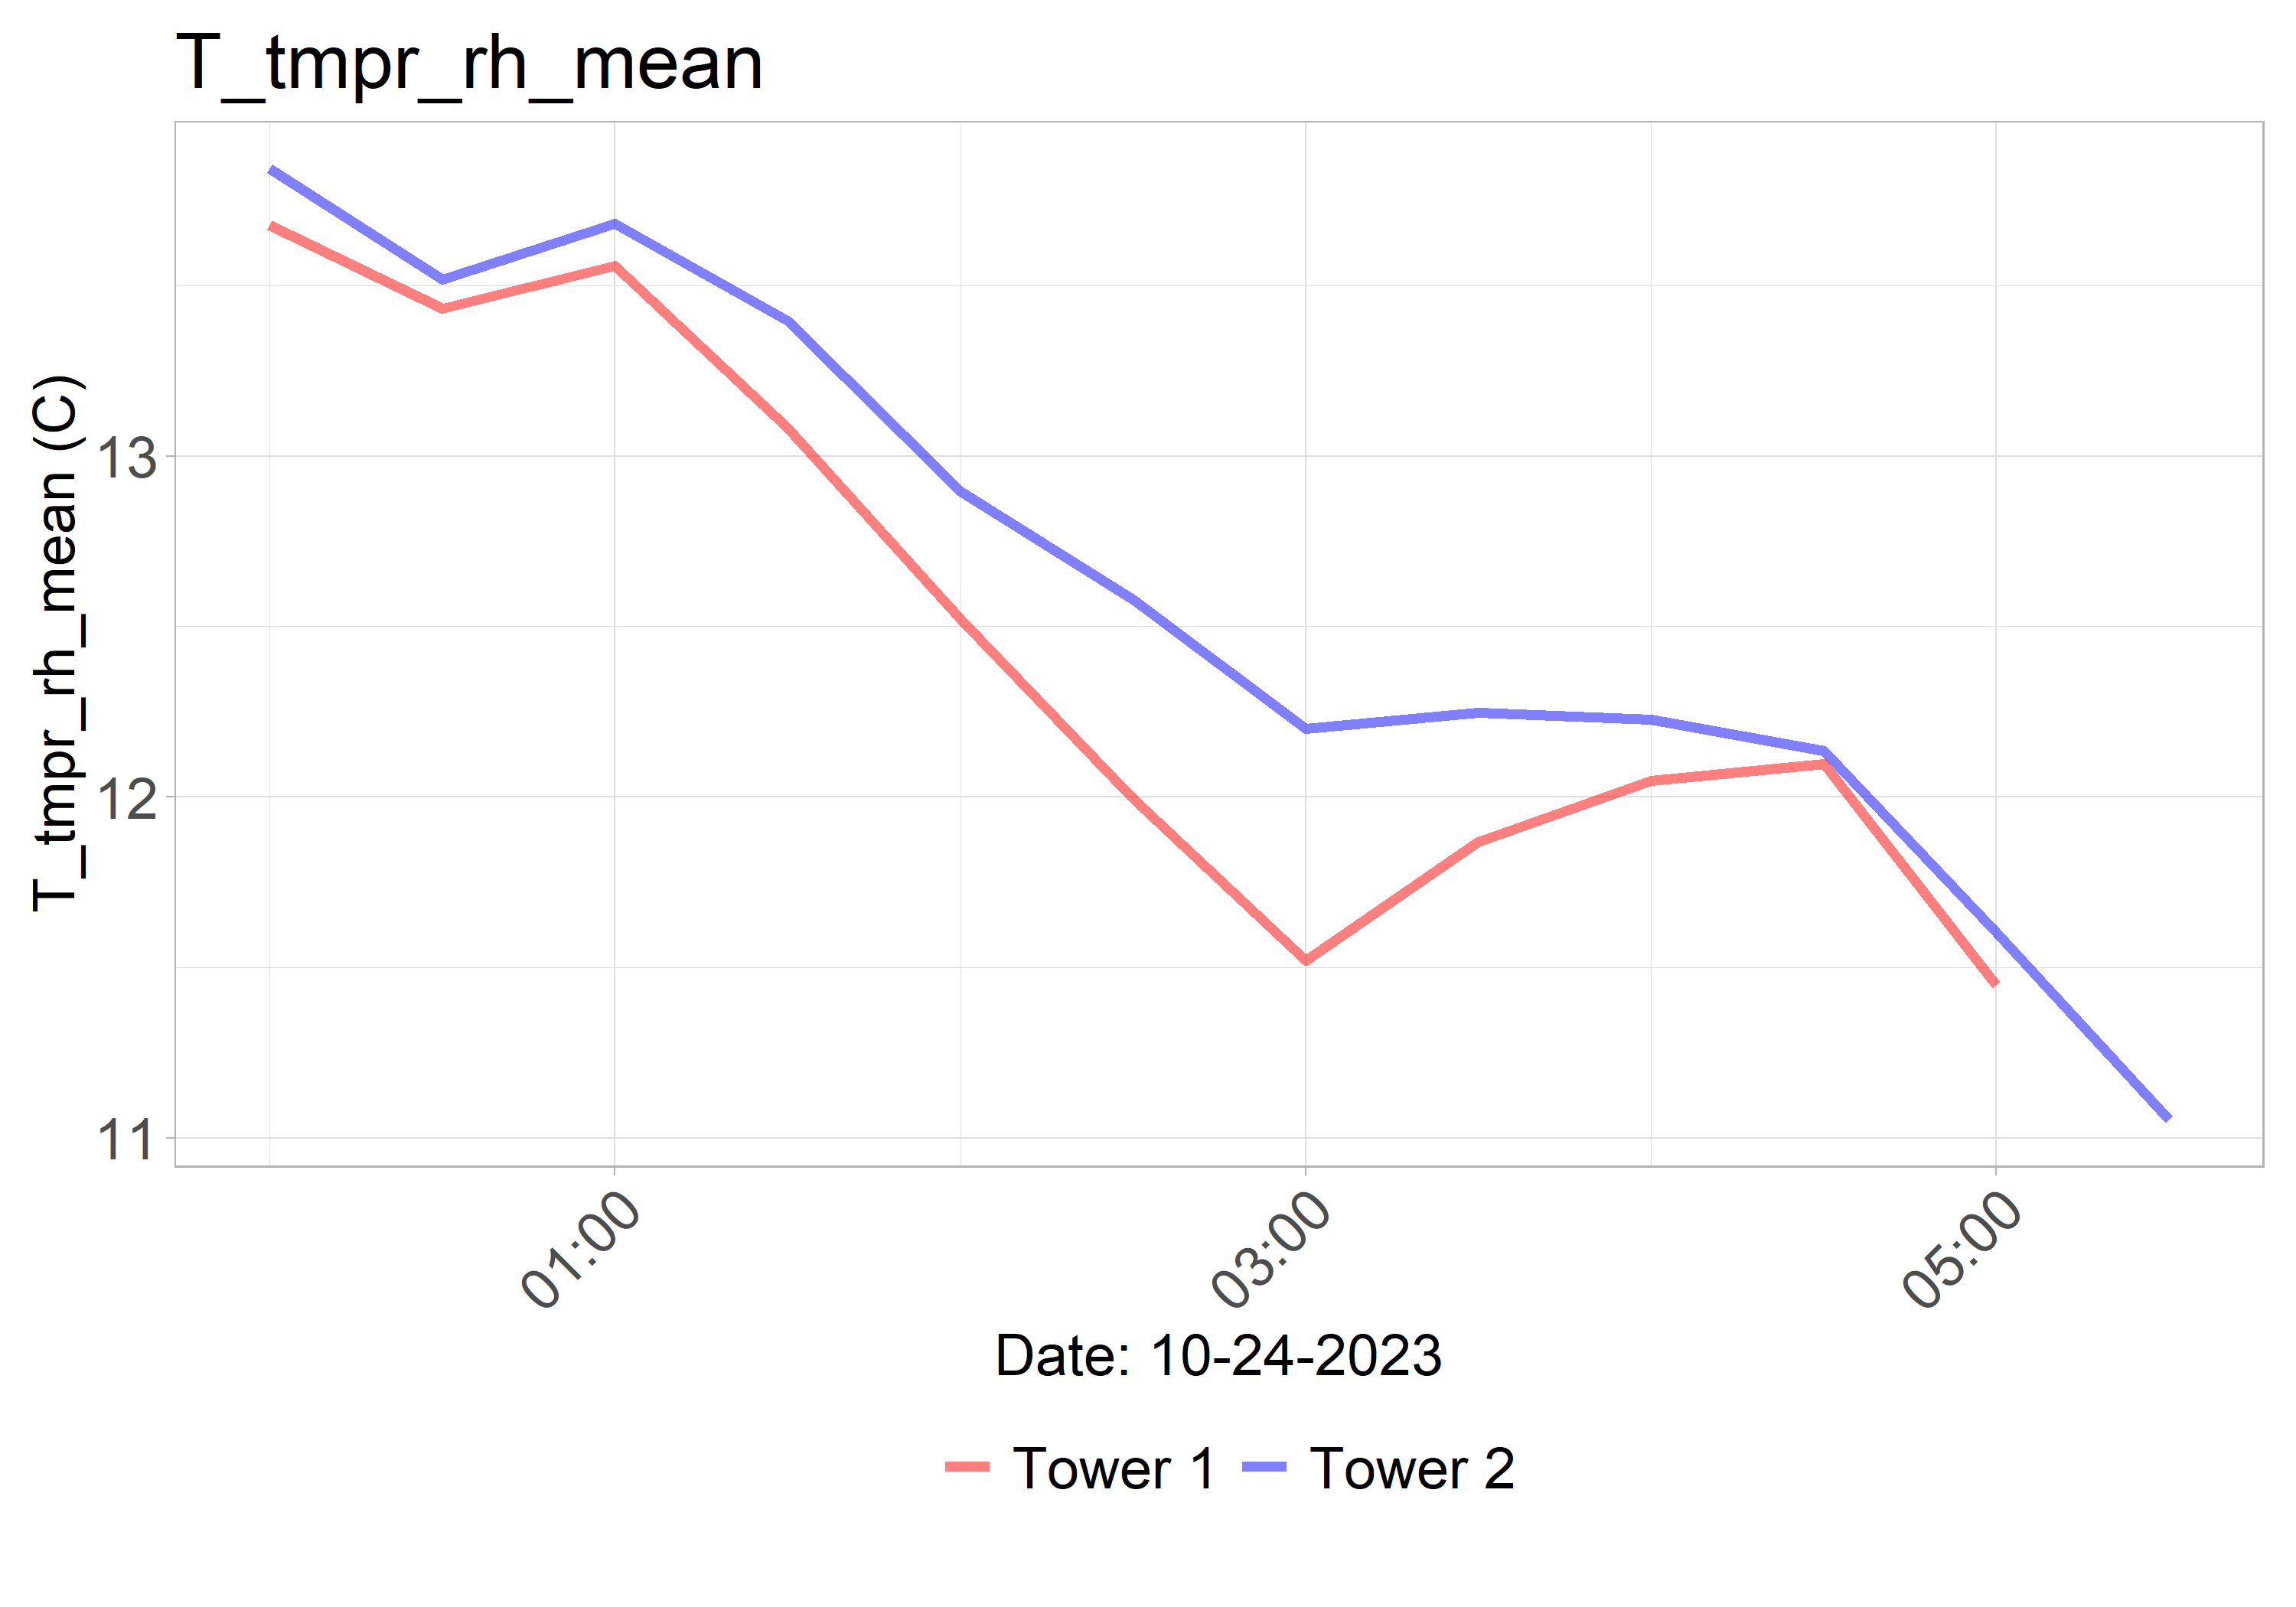 T_tmpr_rh_mean
T_tmpr_rh_mean (C)
13
12
11
01:00
03:00
05:00
Date: 10-24-2023
Tower 1
Tower 2